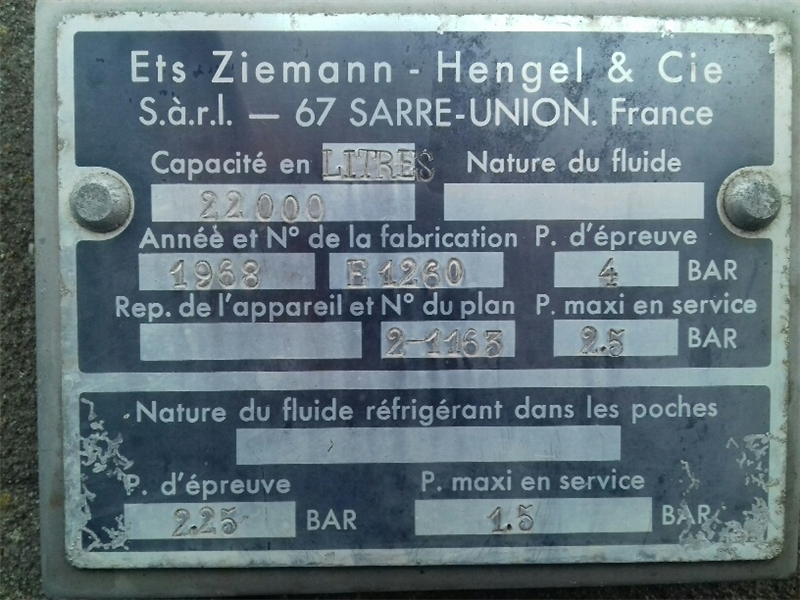 Ets Ziemann - Hengel & Cie
S.à.r.l. — 67 SARRE-UNION. France
Capacité en LITRES Nature du fluide
22000
Année et N° de la fabrication P. d'épreuve
1968 E1260 4 BAR
Rep. de l'appareil et N° du plan P. maxi en service
2-1163 2.5 BAR
Nature du fluide réfrigérant dans les poches
P. d'épreuve P. maxi en service
2.25 BAR 1.5 BAR